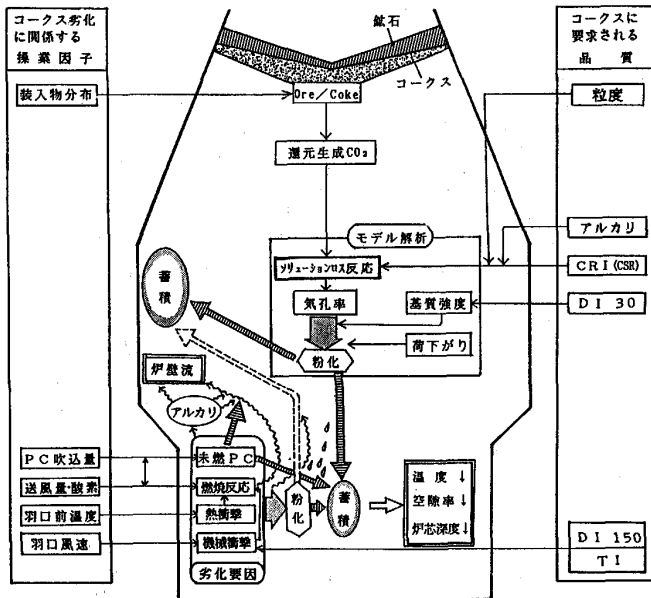 コークス劣化
に関係する
操業因子
装入物分布
PC吹込量
送風量・酸素
羽口前温度
羽口風速
鉱石
コークス
Ore/Coke
還元生成CO₂
モデル解析
ソリューションロス反応
気孔率
基質強度
荷下がり
粉化
蓄積
炉壁流
アルカリ
未燃PC
燃焼反応
熱衝撃
機械衝撃
劣化要因
粉化
蓄積
温度↓
空隙率↓
炉芯深度↓
コークスに
要求される
品質
粒度
アルカリ
CRI(CSR)
DI 30
DI 150
TI